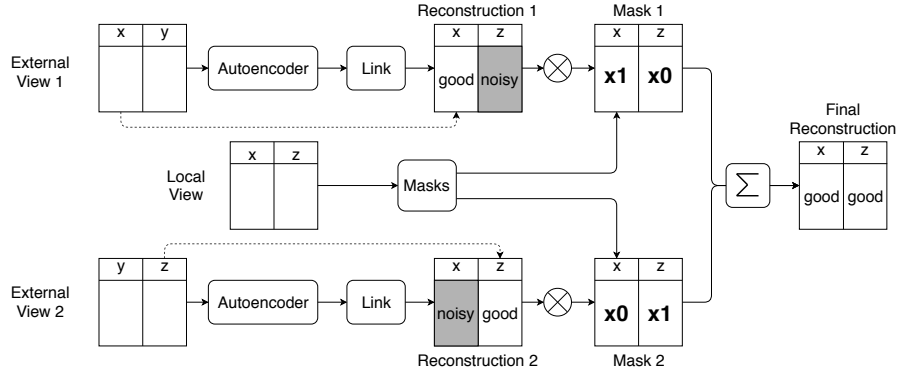 Reconstruction 1
Mask 1
x y
x z
x z
External
View 1
Autoencoder
Link
good noisy
x1 x0
Final
Reconstruction
x z
x z
Local
View
Masks
Σ
good good
y z
x z
x z
External
View 2
Autoencoder
Link
noisy good
x0 x1
Reconstruction 2
Mask 2